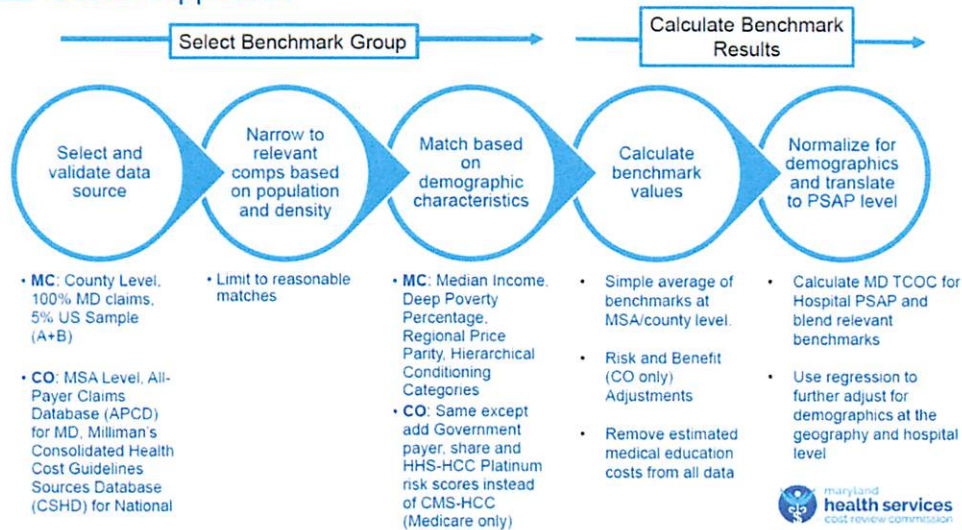 Select Benchmark Group
Calculate Benchmark
Results
Select and
validate data
source
Narrow to
relevant
comps based
on population
and density
Match based
on
demographic
characteristics
Calculate
benchmark
values
Normalize for
demographics
and translate
to PSAP level
• MC: County Level,
100% MD claims,
5% US Sample
(A+B)
• CO: MSA Level, All-
Payer Claims
Database (APCD)
for MD, Milliman's
Consolidated Health
Cost Guidelines
Sources Database
(CSHD) for National
• Limit to reasonable
matches
• MC: Median Income,
Deep Poverty
Percentage,
Regional Price
Parity, Hierarchical
Conditioning
Categories
• CO: Same except
add Government
payer, share and
HHS-HCC Platinum
risk scores instead
of CMS-HCC
(Medicare only)
• Simple average of
benchmarks at
MSA/county level.
• Risk and Benefit
(CO only)
Adjustments
• Remove estimated
medical education
costs from all data
• Calculate MD TCOC for
Hospital PSAP and
blend relevant
benchmarks
• Use regression to
further adjust for
demographics at the
geography and hospital
level
maryland
health services
cost review commission